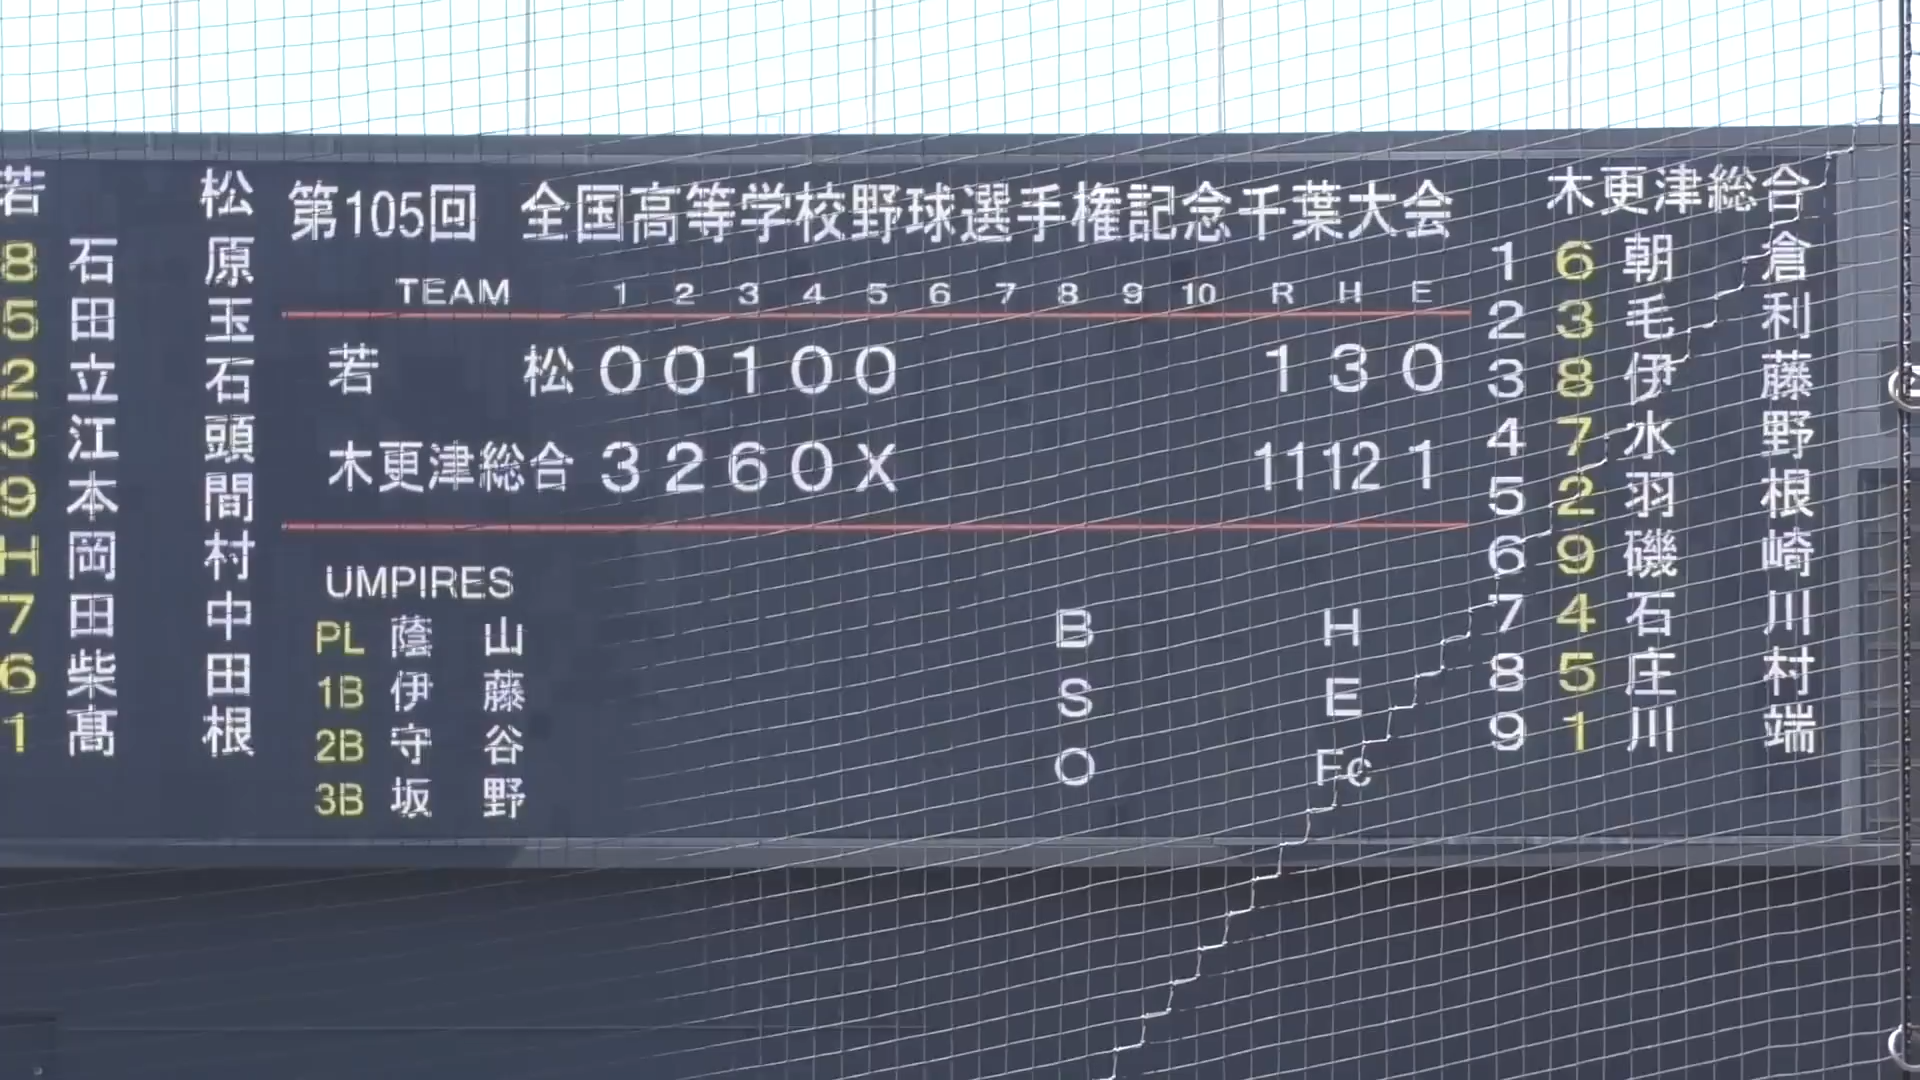 若松
8 石原
5 田玉
2 立石
3 江頭
9 本間
H 岡村
7 田中
6 柴田
1 髙根
第105回 全国高等学校野球選手権記念千葉大会
TEAM 1 2 3 4 5 6 7 8 9 10 R H E
若松 0 0 1 0 0 1 3 0
木更津総合 3 2 6 0 X 11 12 1
UMPIRES
PL 蔭山
1B 伊藤
2B 守谷
3B 坂野
B H
S E
O Fc
木更津総合
1 6 朝倉
2 3 毛利
3 8 伊藤
4 7 水野
5 2 羽根
6 9 磯崎
7 4 石川
8 5 庄村
9 1 川端